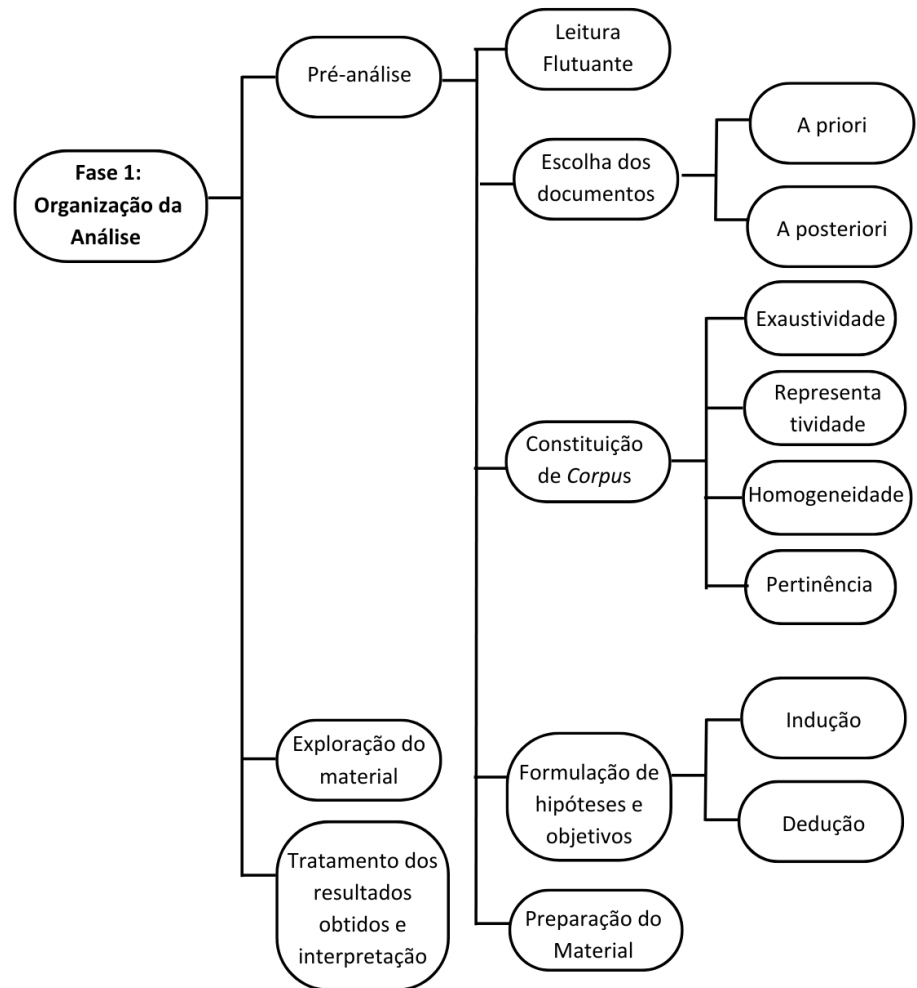 Fase 1:
Organização da
Análise
Pré-análise
Leitura
Flutuante
Escolha dos
documentos
A priori
A posteriori
Constituição
de Corpus
Exaustividade
Representa
tividade
Homogeneidade
Pertinência
Formulação de
hipóteses e
objetivos
Indução
Dedução
Preparação do
Material
Exploração do
material
Tratamento dos
resultados
obtidos e
interpretação